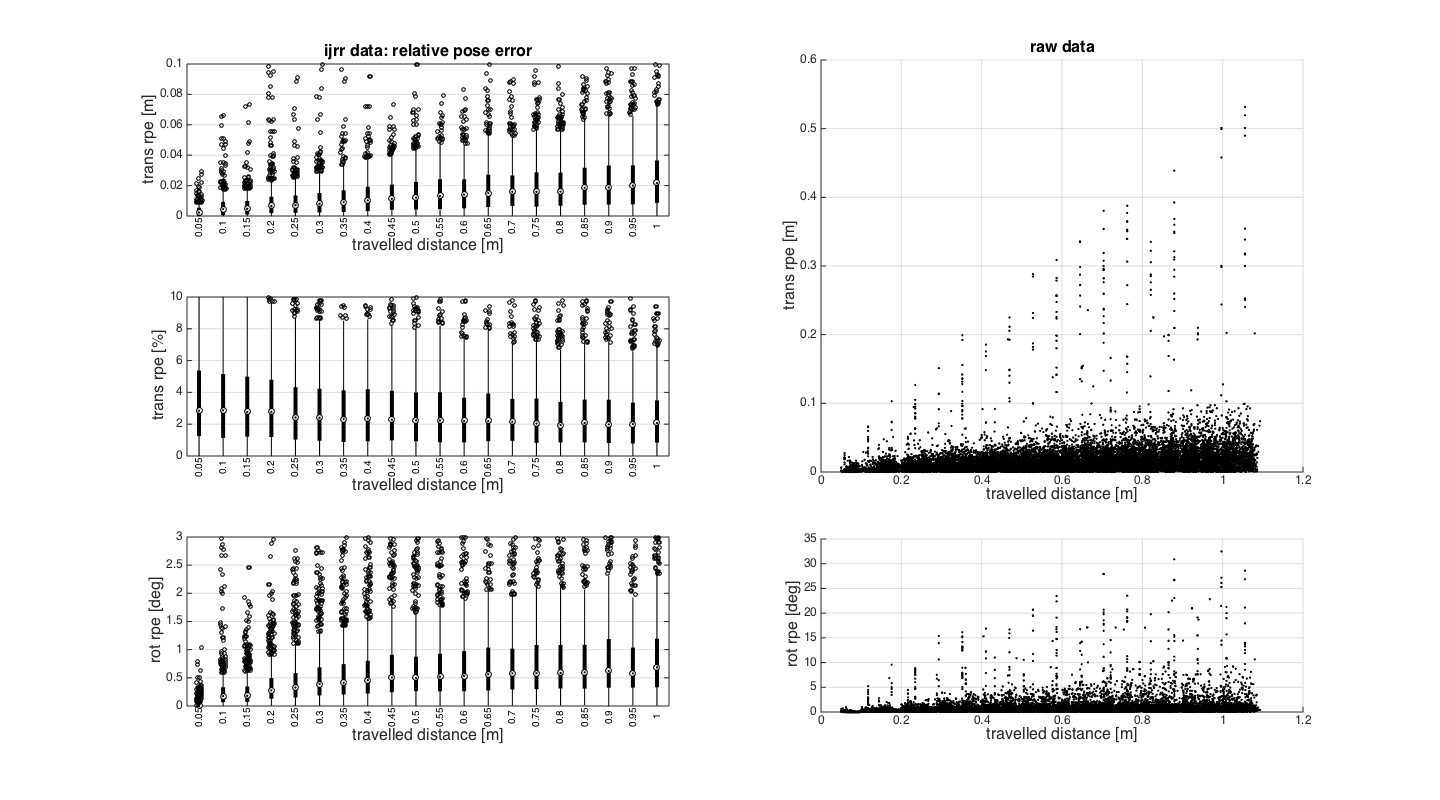 ijrr data: relative pose error
trans rpe [m]
0.1
0.08
0.06
0.04
0.02
0
0.05 0.1 0.15 0.2 0.25 0.3 0.35 0.4 0.45 0.5 0.55 0.6 0.65 0.7 0.75 0.8 0.85 0.9 0.95 1
travelled distance [m]
trans rpe [%]
10
8
6
4
2
0
0.05 0.1 0.15 0.2 0.25 0.3 0.35 0.4 0.45 0.5 0.55 0.6 0.65 0.7 0.75 0.8 0.85 0.9 0.95 1
travelled distance [m]
rot rpe [deg]
3
2.5
2
1.5
1
0.5
0
0.05 0.1 0.15 0.2 0.25 0.3 0.35 0.4 0.45 0.5 0.55 0.6 0.65 0.7 0.75 0.8 0.85 0.9 0.95 1
travelled distance [m]
raw data
trans rpe [m]
0.6
0.5
0.4
0.3
0.2
0.1
0
0 0.2 0.4 0.6 0.8 1 1.2
travelled distance [m]
rot rpe [deg]
35
30
25
20
15
10
5
0
0 0.2 0.4 0.6 0.8 1 1.2
travelled distance [m]